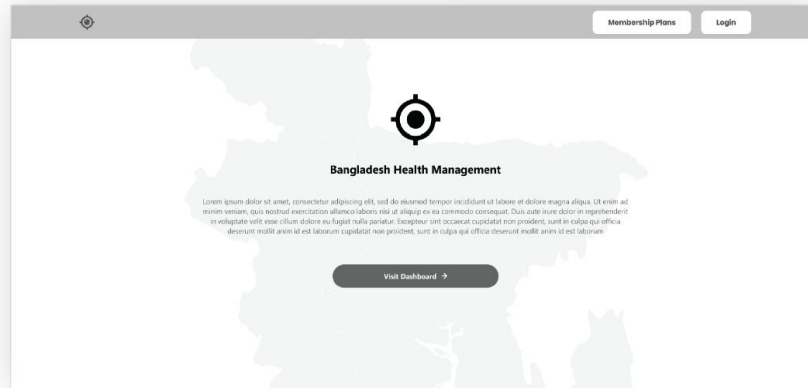 Membership Plans
Login
Bangladesh Health Management
Lorem ipsum dolor sit amet, consectetur adipiscing elit, sed do eiusmod tempor incididunt ut labore et dolore magna aliqua. Ut enim ad
minim veniam, quis nostrud exercitation ullamco laboris nisi ut aliquip ex ea commodo consequat. Duis aute irure dolor in reprehenderit
in voluptate velit esse cillum dolore eu fugiat nulla pariatur. Excepteur sint occaecat cupidatat non proident, sunt in culpa qui officia
deserunt mollit anim id est laborum cupidatat non proident, sunt in culpa qui officia deserunt mollit anim id est laborum
Visit Dashboard →